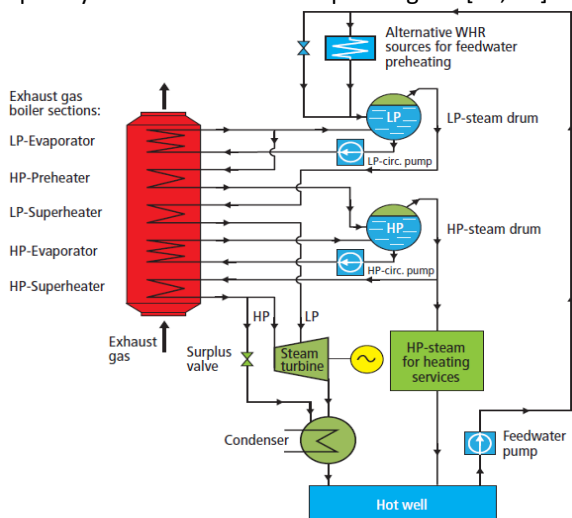 Alternative WHR
sources for feedwater
preheating
Exhaust gas
boiler sections:
LP-Evaporator
HP-Preheater
LP-Superheater
HP-Evaporator
HP-Superheater
LP
LP-steam drum
LP-circ. pump
HP
HP-steam drum
HP-circ. pump
Exhaust
gas
Surplus
valve
HP
LP
Steam
turbine
HP-steam
for heating
services
Condenser
Feedwater
pump
Hot well